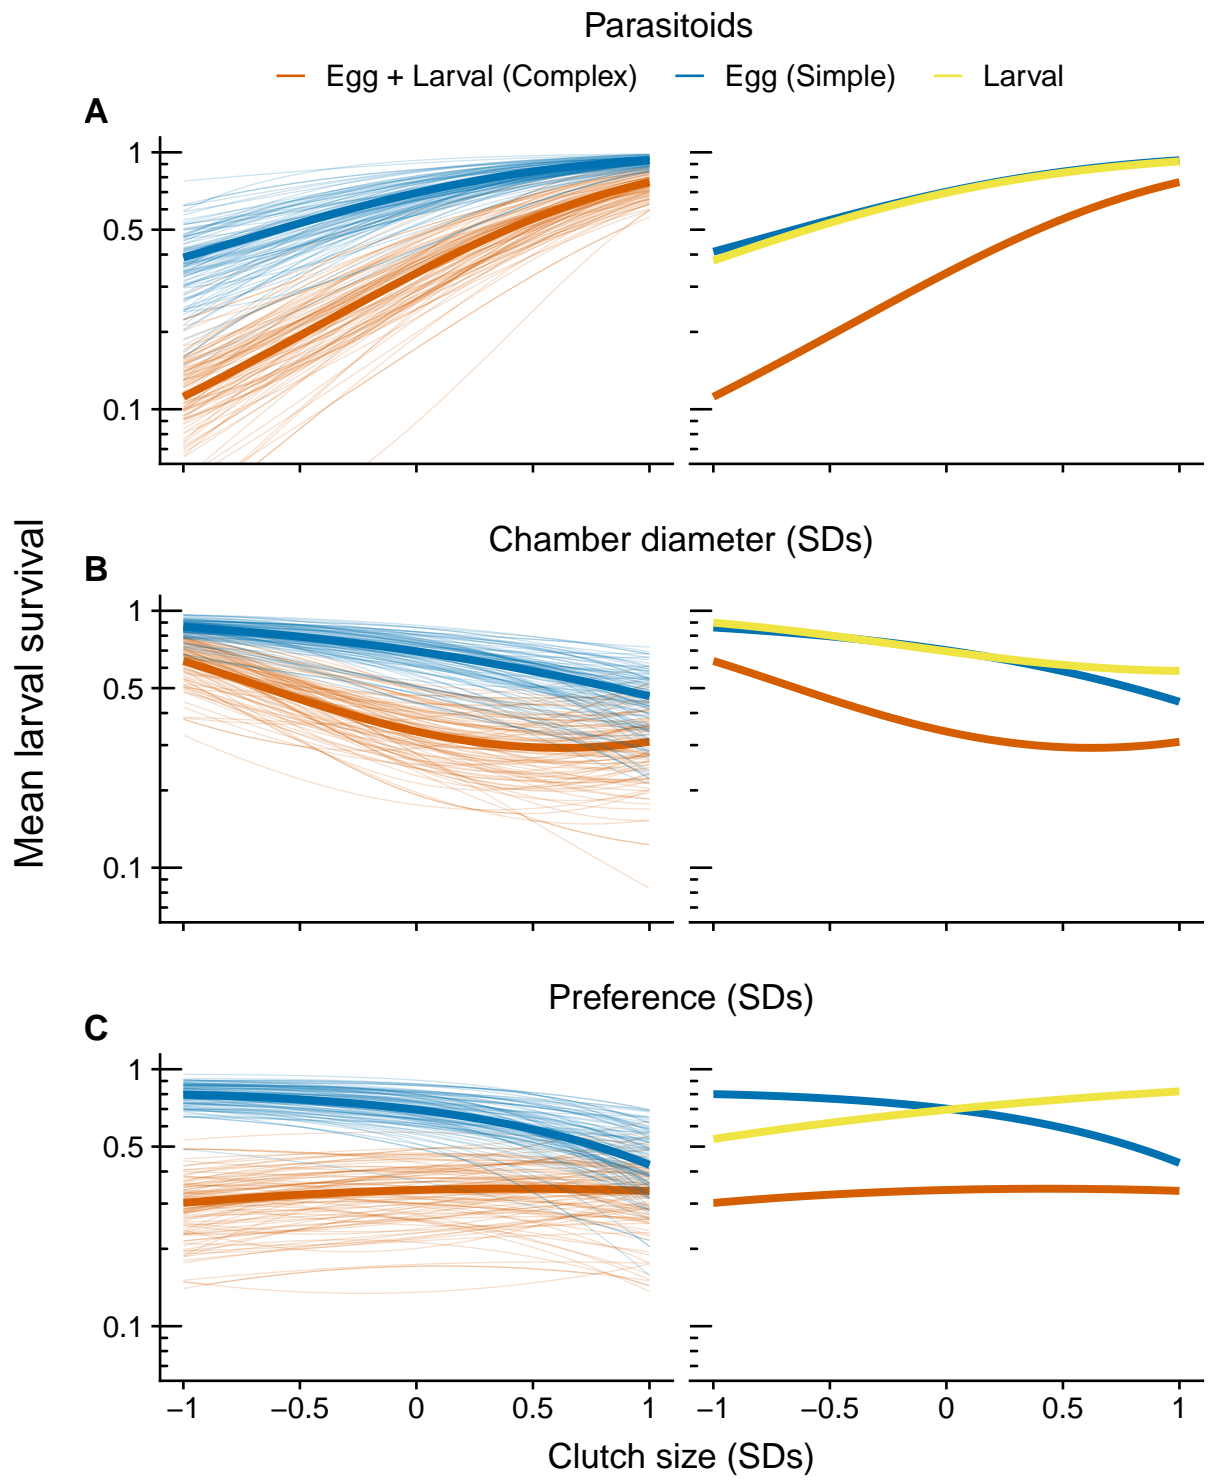 Parasitoids
Egg + Larval (Complex) Egg (Simple) Larval
A
1
0.5
0.1
Chamber diameter (SDs)
B
1
0.5
0.1
Mean larval survival
Preference (SDs)
C
1
0.5
0.1
−1 −0.5 0 0.5 1 −1 −0.5 0 0.5 1
Clutch size (SDs)